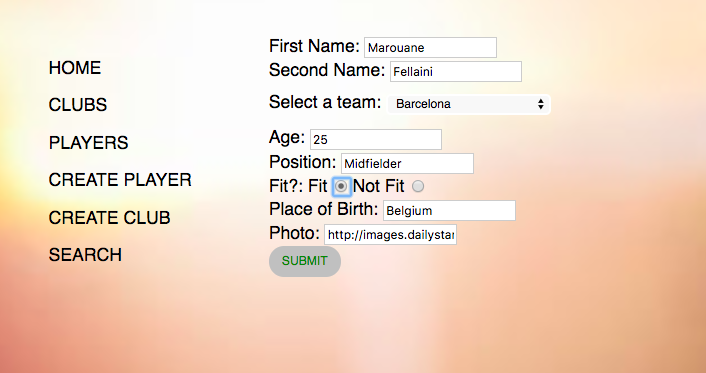 HOME
CLUBS
PLAYERS
CREATE PLAYER
CREATE CLUB
SEARCH
First Name: Marouane
Second Name: Fellaini
Select a team: Barcelona
Age: 25
Position: Midfielder
Fit?: Fit Not Fit
Place of Birth: Belgium
Photo: http://images.dailystar
SUBMIT